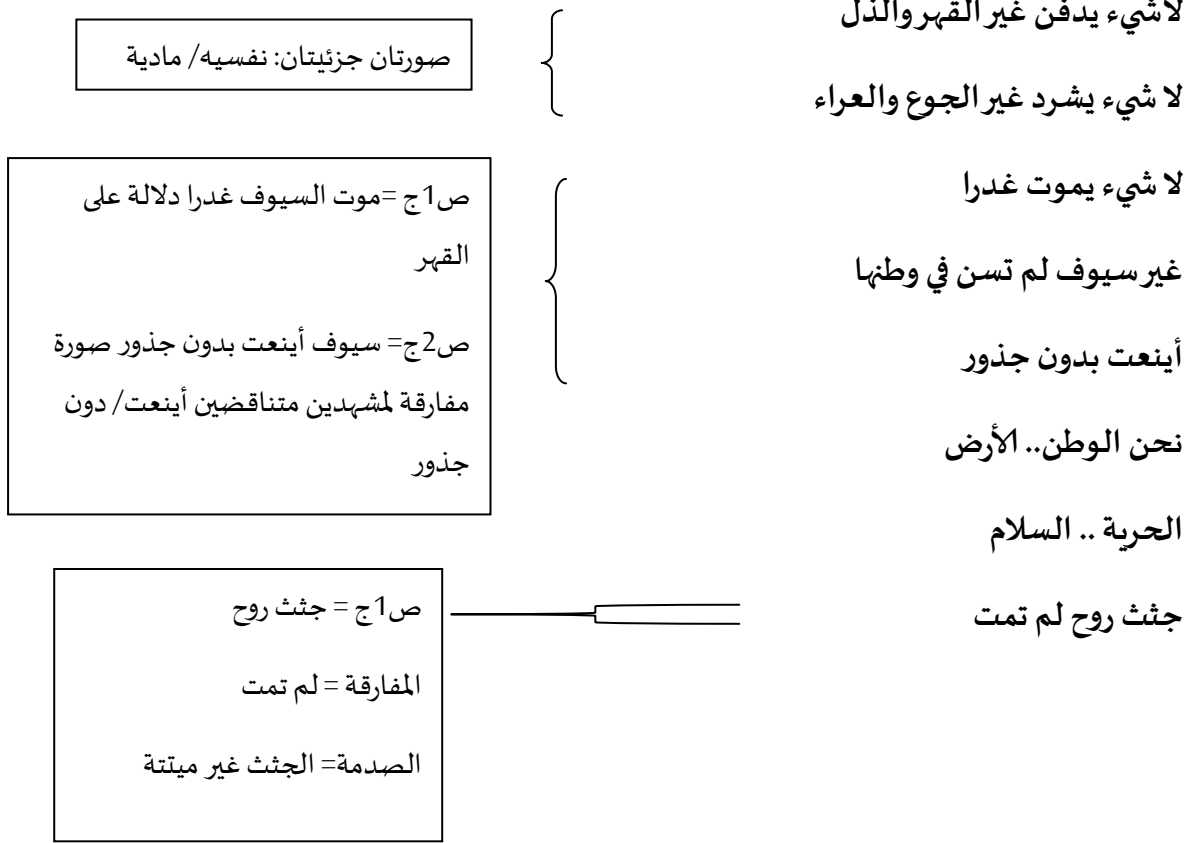 لاشيء يدفن غير القهر والذل
صورتان جزئيتان: نفسيه/ مادية
لا شيء يشرد غير الجوع والعراء
لا شيء يموت غدرا
غير سيوف لم تسن في وطنها
أينعت بدون جذور
ص1ج =موت السيوف غدرا دلالة على
القهر
ص2ج= سيوف أينعت بدون جذور صورة
مفارقة لمشهدين متناقضين أينعت/ دون
جذور
نحن الوطن.. الأرض
الحرية .. السلام
جثث روح لم تمت
ص1ج = جثث روح
المفارقة = لم تمت
الصدمة= الجثث غير ميتتة